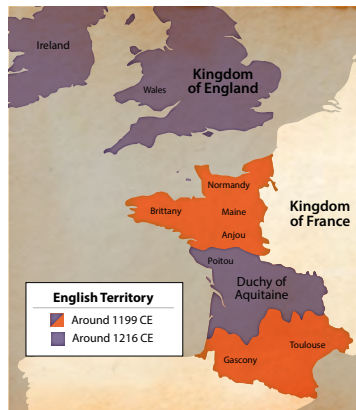 Ireland
Kingdom
of England
Wales
Normandy
Brittany
Maine
Kingdom
of France
Anjou
Poitou
Duchy of
Aquitaine
English Territory
Around 1199 CE
Around 1216 CE
Toulouse
Gascony